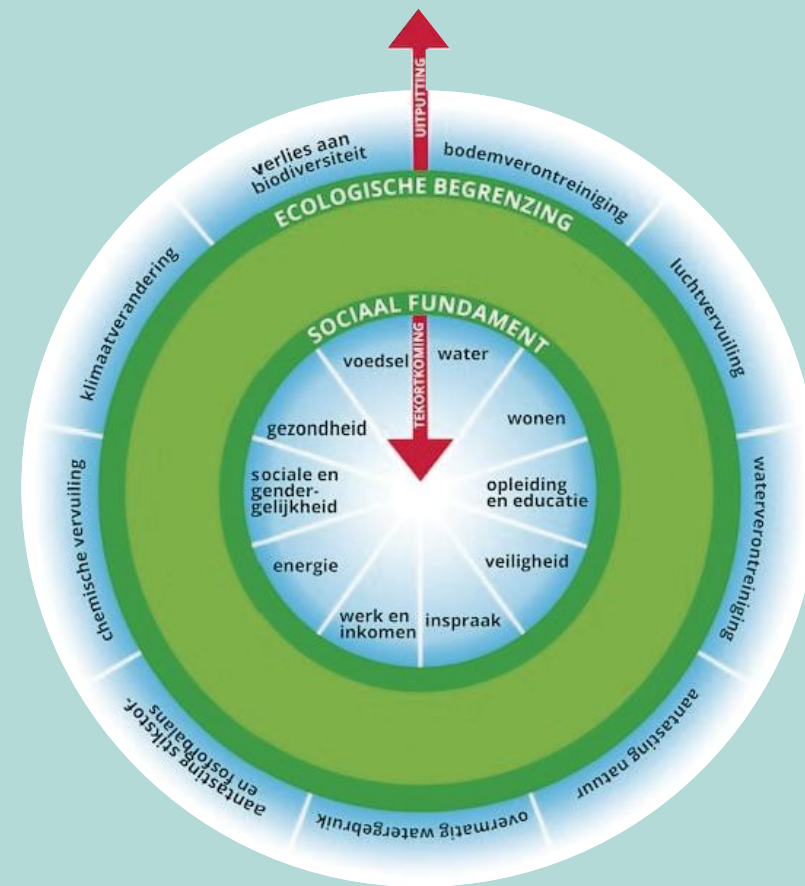 UITPUTTING
verlies aan
biodiversiteit
bodemverontreiniging
ECOLOGISCHE BEGRENZING
luchtvervuiling
klimaatverandering
SOCIAAL FUNDAMENT
TEKORTKOMING
voedsel
water
gezondheid
wonen
sociale en
gender-
gelijkheid
opleiding
en educatie
energie
veiligheid
werk en
inkomen
inspraak
chemische vervuiling
waterverontreiniging
aantasting stikstof-
en fosforbalans
aantasting natuur
overmatig watergebruik